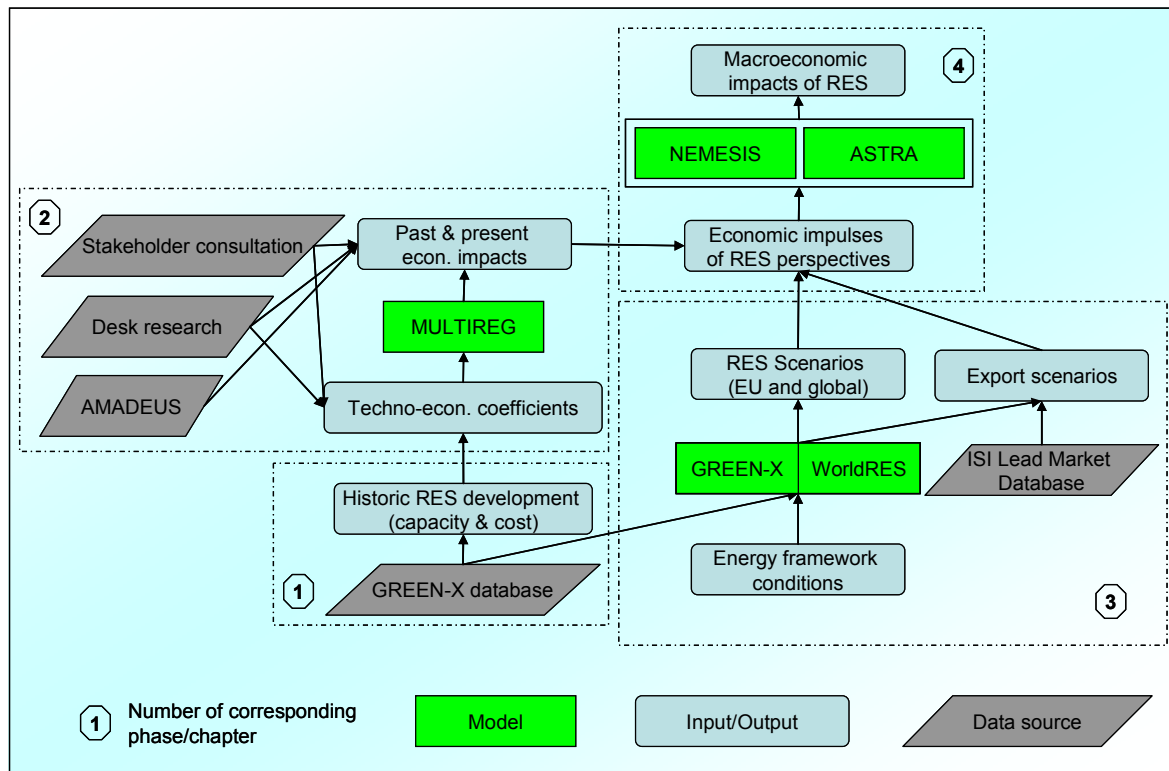 Macroeconomic
impacts of RES
4
NEMESIS
ASTRA
2
Stakeholder consultation
Past & present
econ. impacts
Economic impulses
of RES perspectives
Desk research
MULTIREG
AMADEUS
Techno-econ. coefficients
RES Scenarios
(EU and global)
Export scenarios
GREEN-X
WorldRES
ISI Lead Market
Database
Historic RES development
(capacity & cost)
Energy framework
conditions
1
GREEN-X database
3
1
Number of corresponding
phase/chapter
Model
Input/Output
Data source